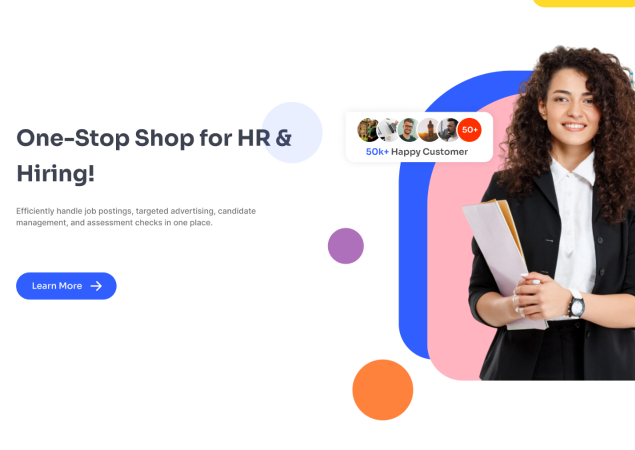 One-Stop Shop for HR &
Hiring!
Efficiently handle job postings, targeted advertising, candidate
management, and assessment checks in one place.
Learn More
50+
50k+ Happy Customer